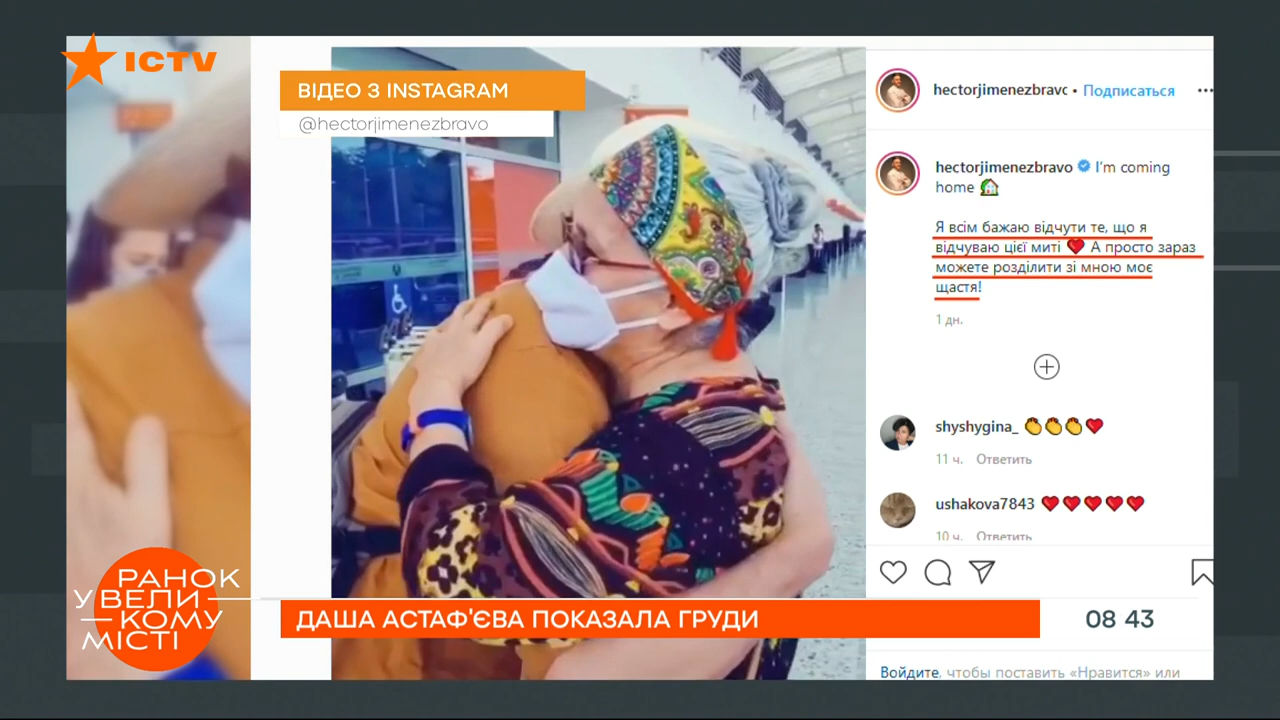 ICTV
ВІДЕО З INSTAGRAM
@hectorjimenezbravo
hectorjimenezbravo • Подписаться
hectorjimenezbravo I'm coming
home
Я всім бажаю відчути те, що я
відчуваю цієї миті ❤ А просто зараз
можете розділити зі мною моє
щастя!
1 дн.
shyshygina_ 👏👏👏❤
11 ч. Ответить
ushakova7843 ❤❤❤❤❤
10 ч. Ответить
РАНОК
У ВЕЛИ-
КОМУ
МІСТІ
ДАША АСТАФ'ЄВА ПОКАЗАЛА ГРУДИ
08 43
Войдите, чтобы поставить «Нравится» или